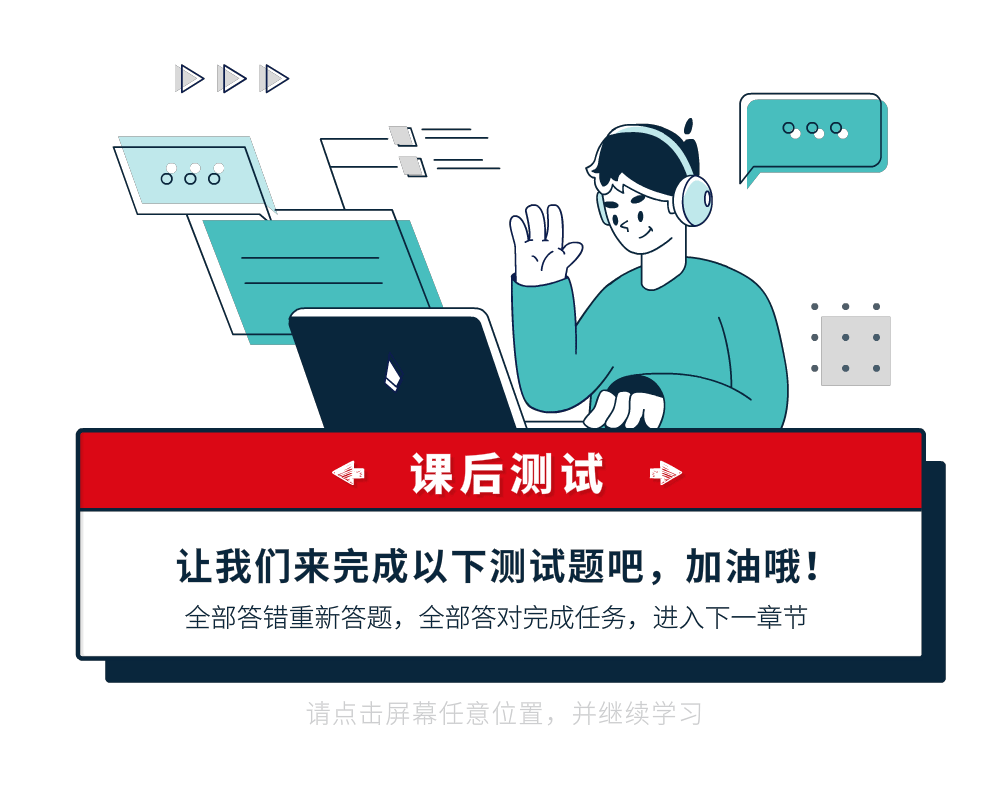 课后测试
让我们来完成以下测试题吧，加油哦！
全部答错重新答题，全部答对完成任务，进入下一章节
请点击屏幕任意位置，并继续学习